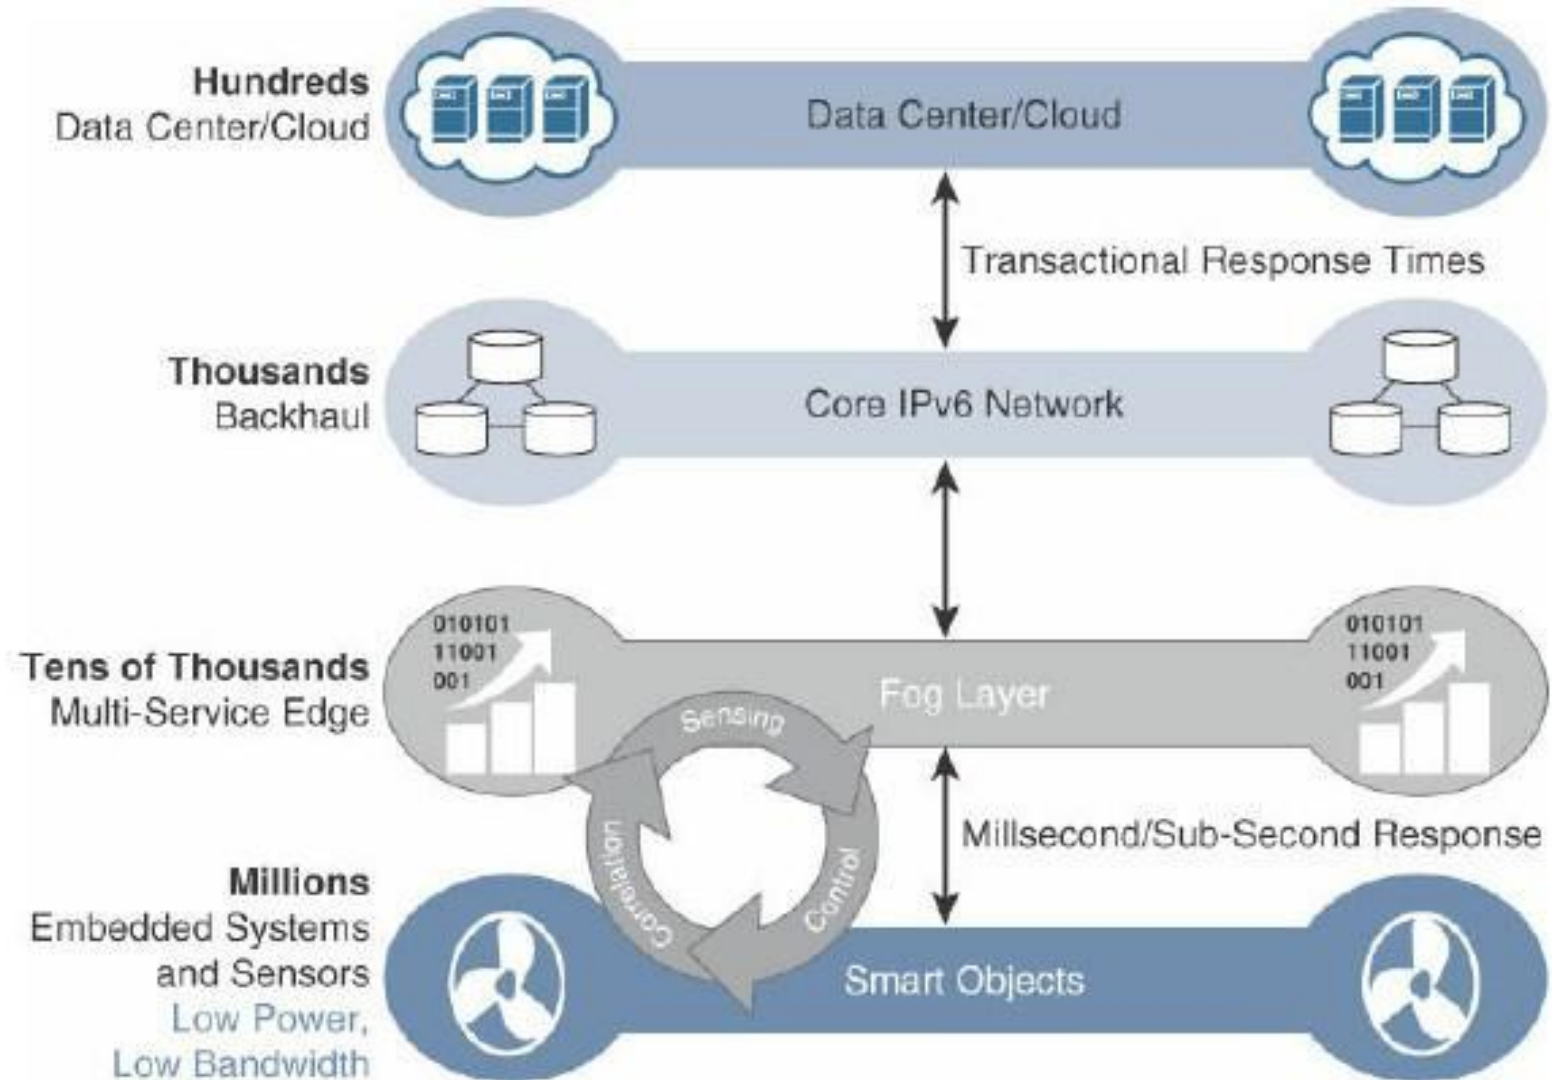 Hundreds
Data Center/Cloud
Data Center/Cloud
Transactional Response Times
Thousands
Backhaul
Core IPv6 Network
010101
11001
001
010101
11001
001
Tens of Thousands
Multi-Service Edge
Fog Layer
Sensing
Control
Correlation
Millsecond/Sub-Second Response
Millions
Embedded Systems
and Sensors
Low Power,
Low Bandwidth
Smart Objects